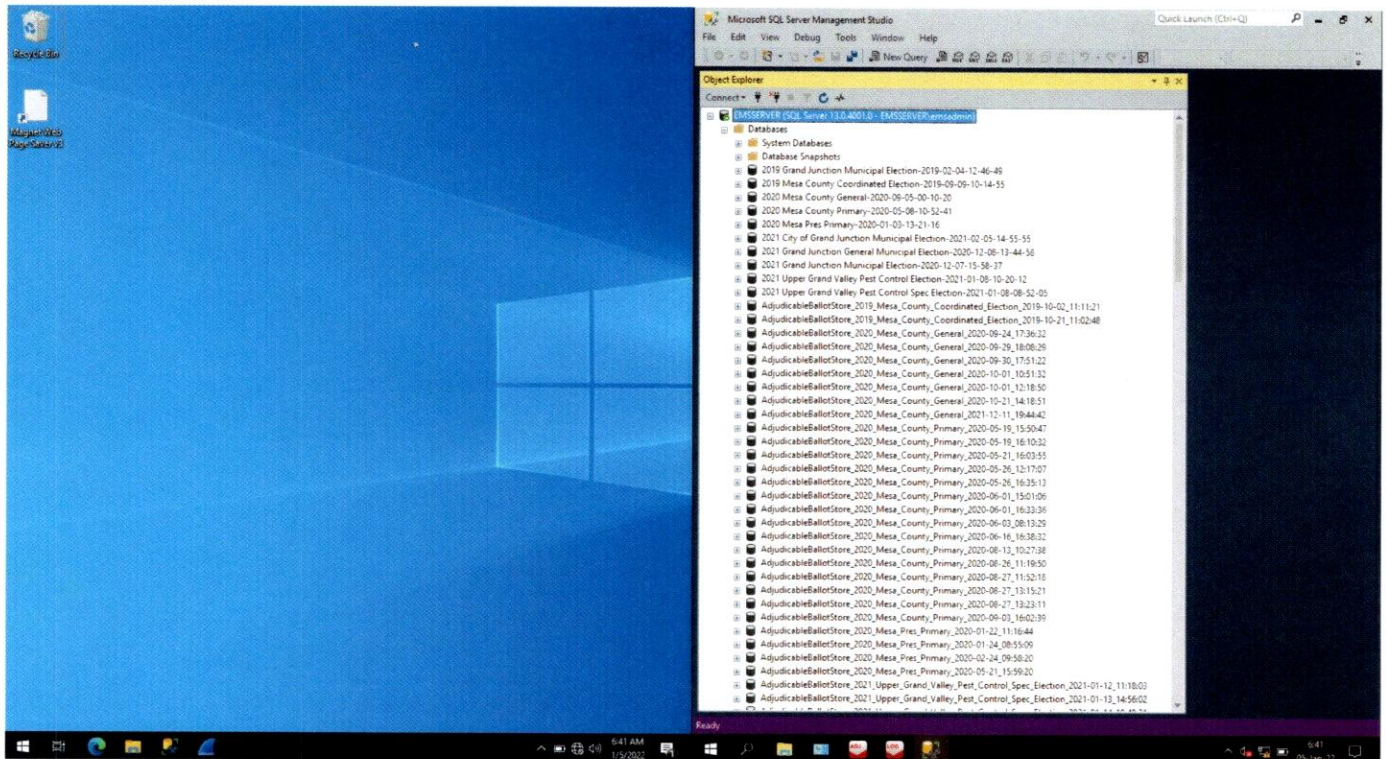 Recycle Bin
Magnet Web
Page Saver v3
6:41 AM
1/5/2022
Microsoft SQL Server Management Studio
Quick Launch (Ctrl+Q)
File Edit View Debug Tools Window Help
New Query
Object Explorer
Connect
EMSSERVER (SQL Server 13.0.4001.0 - EMSSERVER\emsadmin)
Databases
System Databases
Database Snapshots
2019 Grand Junction Municipal Election-2019-02-04-12-46-49
2019 Mesa County Coordinated Election-2019-09-09-10-14-55
2020 Mesa County General-2020-09-05-00-10-20
2020 Mesa County Primary-2020-05-08-10-52-41
2020 Mesa Pres Primary-2020-01-03-13-21-16
2021 City of Grand Junction Municipal Election-2021-02-05-14-55-55
2021 Grand Junction General Municipal Election-2020-12-08-13-44-58
2021 Grand Junction Municipal Election-2020-12-07-15-58-37
2021 Upper Grand Valley Pest Control Election-2021-01-08-10-20-12
2021 Upper Grand Valley Pest Control Spec Election-2021-01-08-08-52-05
AdjudicableBallotStore_2019_Mesa_County_Coordinated_Election_2019-10-02_11:11:21
AdjudicableBallotStore_2019_Mesa_County_Coordinated_Election_2019-10-21_11:02:48
AdjudicableBallotStore_2020_Mesa_County_General_2020-09-24_17:36:32
AdjudicableBallotStore_2020_Mesa_County_General_2020-09-29_18:08:29
AdjudicableBallotStore_2020_Mesa_County_General_2020-09-30_17:51:22
AdjudicableBallotStore_2020_Mesa_County_General_2020-10-01_10:51:32
AdjudicableBallotStore_2020_Mesa_County_General_2020-10-01_12:18:50
AdjudicableBallotStore_2020_Mesa_County_General_2020-10-21_14:18:51
AdjudicableBallotStore_2020_Mesa_County_General_2021-12-11_19:44:42
AdjudicableBallotStore_2020_Mesa_County_Primary_2020-05-19_15:50:47
AdjudicableBallotStore_2020_Mesa_County_Primary_2020-05-19_16:10:32
AdjudicableBallotStore_2020_Mesa_County_Primary_2020-05-21_16:03:55
AdjudicableBallotStore_2020_Mesa_County_Primary_2020-05-26_12:17:07
AdjudicableBallotStore_2020_Mesa_County_Primary_2020-05-26_16:35:13
AdjudicableBallotStore_2020_Mesa_County_Primary_2020-06-01_15:01:06
AdjudicableBallotStore_2020_Mesa_County_Primary_2020-06-01_16:33:36
AdjudicableBallotStore_2020_Mesa_County_Primary_2020-06-03_08:13:29
AdjudicableBallotStore_2020_Mesa_County_Primary_2020-06-16_16:38:32
AdjudicableBallotStore_2020_Mesa_County_Primary_2020-08-13_10:27:38
AdjudicableBallotStore_2020_Mesa_County_Primary_2020-08-26_11:19:50
AdjudicableBallotStore_2020_Mesa_County_Primary_2020-08-27_11:52:18
AdjudicableBallotStore_2020_Mesa_County_Primary_2020-08-27_13:15:21
AdjudicableBallotStore_2020_Mesa_County_Primary_2020-08-27_13:23:11
AdjudicableBallotStore_2020_Mesa_County_Primary_2020-09-03_16:02:39
AdjudicableBallotStore_2020_Mesa_Pres_Primary_2020-01-22_11:16:44
AdjudicableBallotStore_2020_Mesa_Pres_Primary_2020-01-24_08:55:09
AdjudicableBallotStore_2020_Mesa_Pres_Primary_2020-02-24_09:58:20
AdjudicableBallotStore_2020_Mesa_Pres_Primary_2020-05-21_15:59:20
AdjudicableBallotStore_2021_Upper_Grand_Valley_Pest_Control_Spec_Election_2021-01-12_11:18:03
AdjudicableBallotStore_2021_Upper_Grand_Valley_Pest_Control_Spec_Election_2021-01-13_14:56:02
Ready
ADJ
LOG
6:41
05-Jan-22